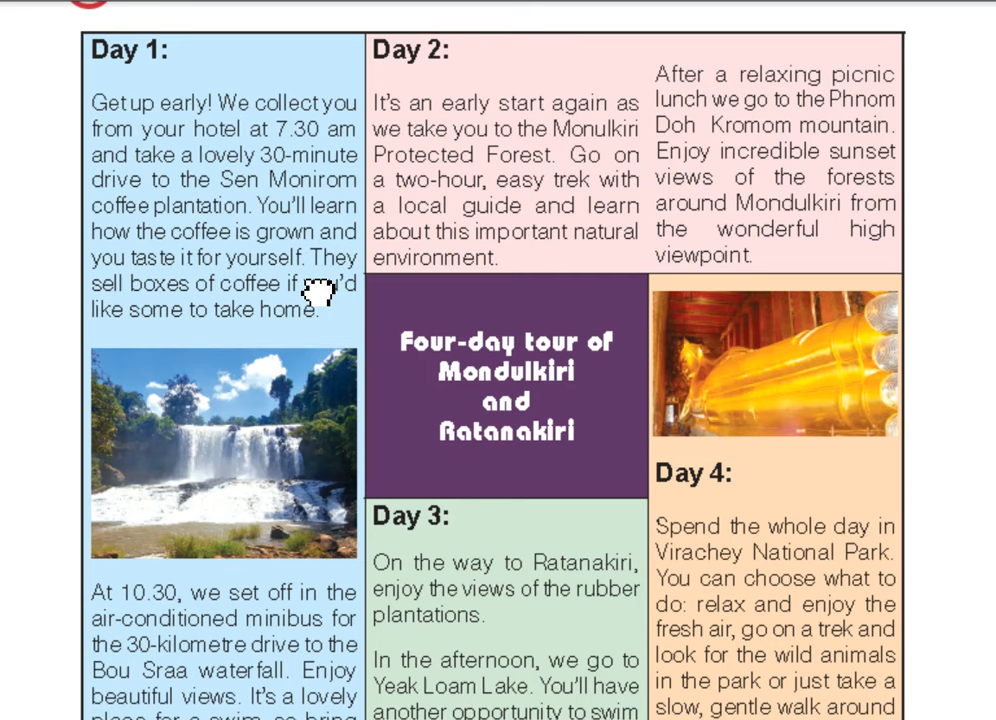 Day 1:
Get up early! We collect you
from your hotel at 7.30 am
and take a lovely 30-minute
drive to the Sen Monirom
coffee plantation. You'll learn
how the coffee is grown and
you taste it for yourself. They
sell boxes of coffee if 'd
like some to take home.
At 10.30, we set off in the
air-conditioned minibus for
the 30-kilometre drive to the
Bou Sraa waterfall. Enjoy
beautiful views. It's a lovely
place for a swim, so bring
Day 2:
It's an early start again as
we take you to the Monulkiri
Protected Forest. Go on
a two-hour, easy trek with
a local guide and learn
about this important natural
environment.
After a relaxing picnic
lunch we go to the Phnom
Doh Kromom mountain.
Enjoy incredible sunset
views of the forests
around Mondulkiri from
the wonderful high
viewpoint.
Four-day tour of
Mondulkiri
and
Ratanakiri
Day 3:
On the way to Ratanakiri,
enjoy the views of the rubber
plantations.
In the afternoon, we go to
Yeak Loam Lake. You'll have
another opportunity to swim
Day 4:
Spend the whole day in
Virachey National Park.
You can choose what to
do: relax and enjoy the
fresh air, go on a trek and
look for the wild animals
in the park or just take a
slow, gentle walk around